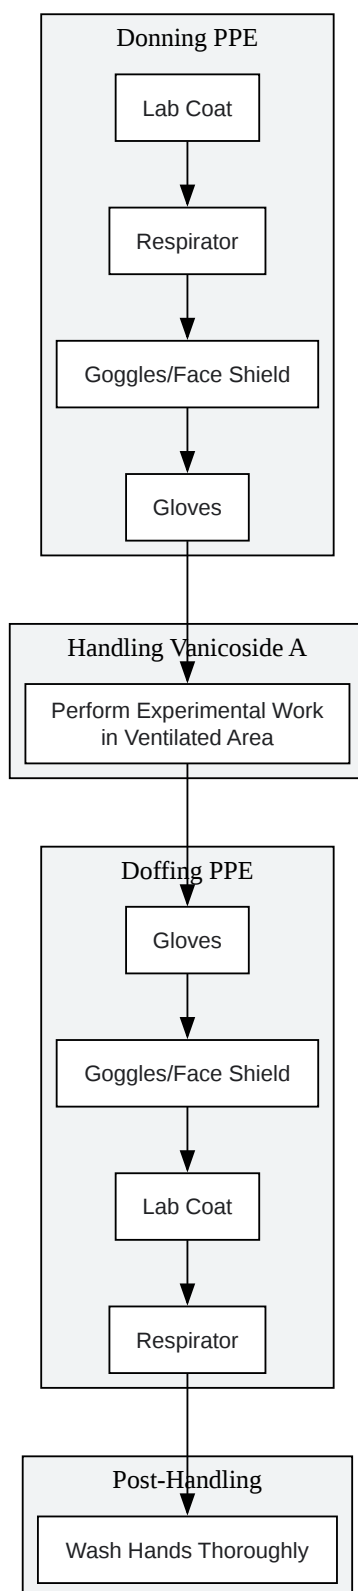 Donning PPE
Lab Coat
Respirator
Goggles/Face Shield
Gloves
Handling Vanicoside A
Perform Experimental Work
in Ventilated Area
Doffing PPE
Gloves
Goggles/Face Shield
Lab Coat
Respirator
Post-Handling
Wash Hands Thoroughly